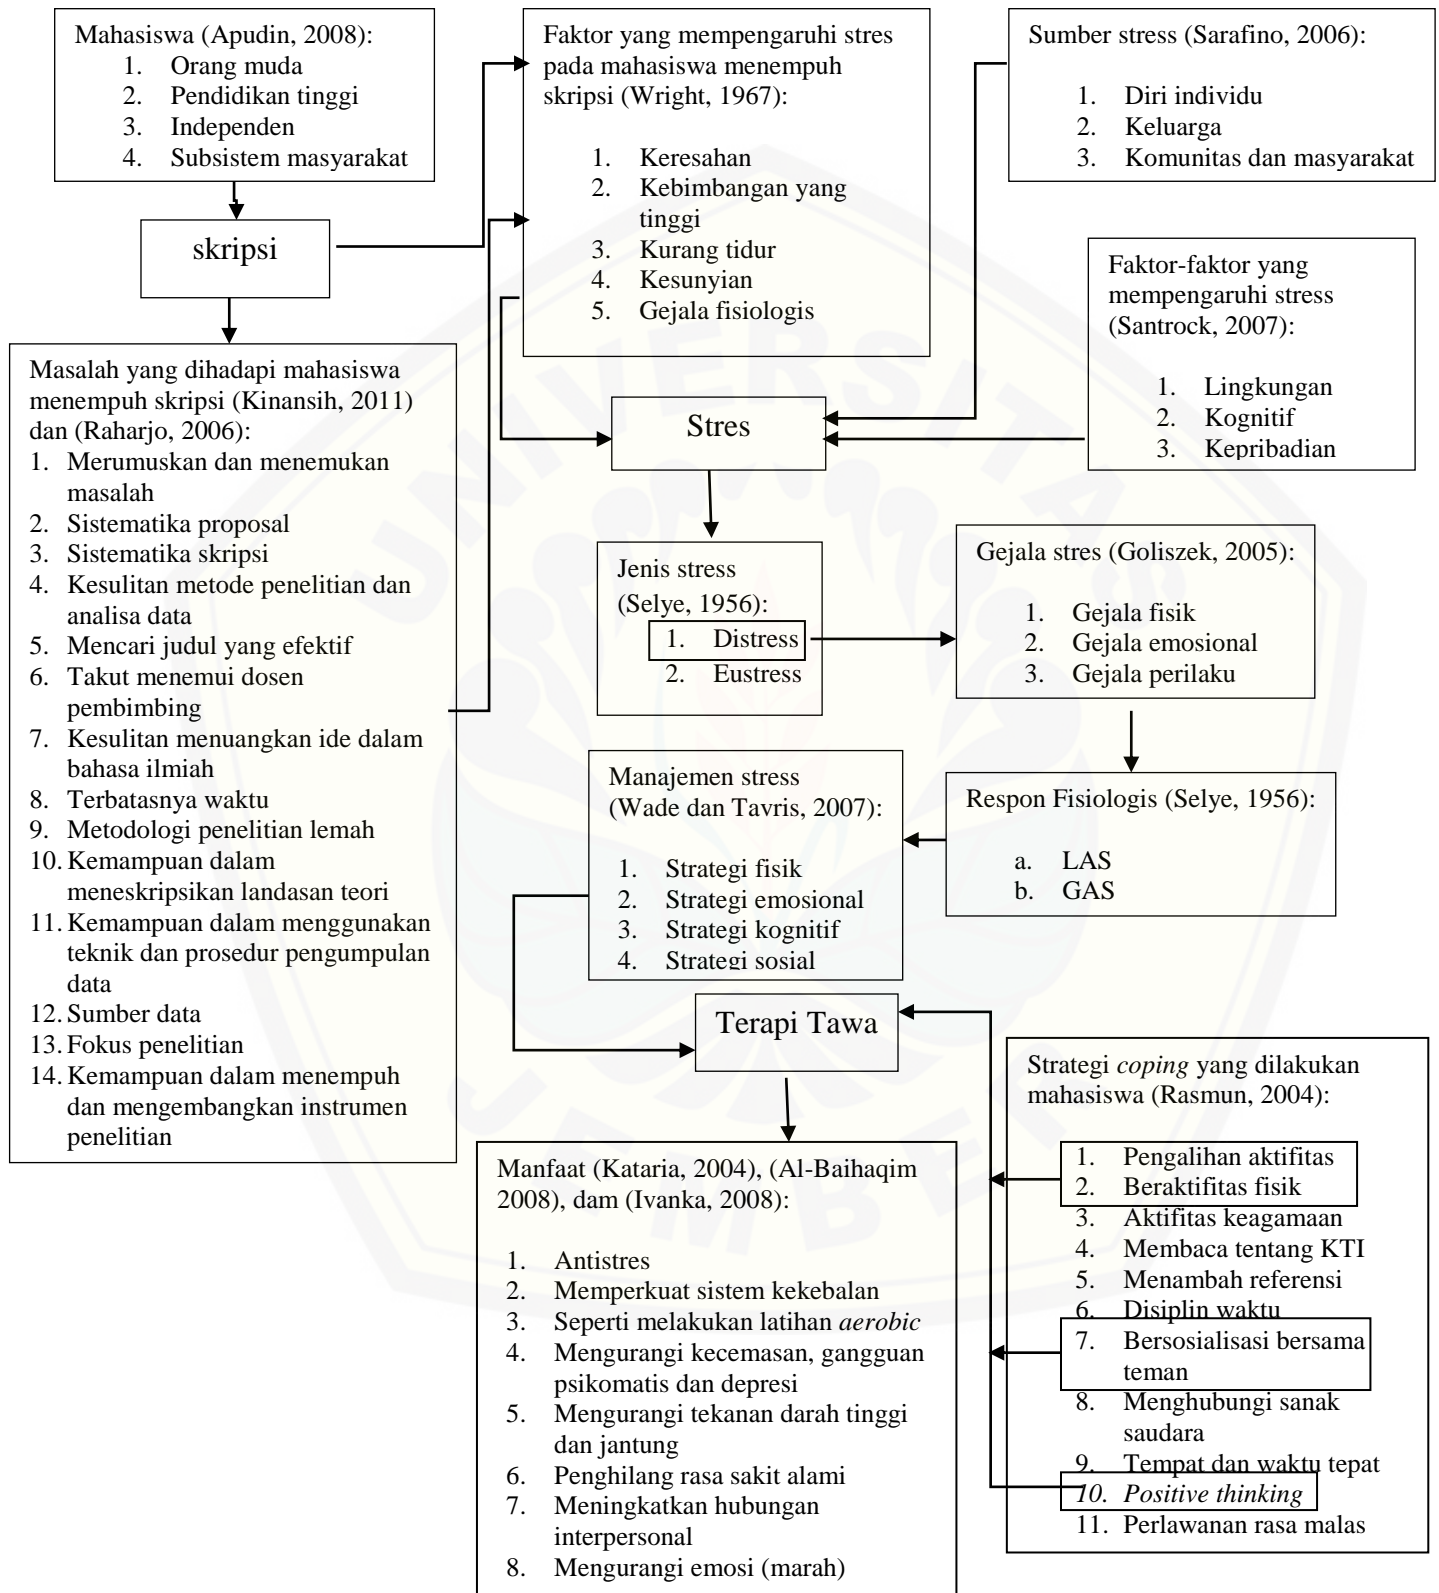 Mahasiswa (Apudin, 2008):
1. Orang muda
2. Pendidikan tinggi
3. Independen
4. Subsistem masyarakat
skripsi
Masalah yang dihadapi mahasiswa
menempuh skripsi (Kinansih, 2011)
dan (Raharjo, 2006):
1. Merumuskan dan menemukan
masalah
2. Sistematika proposal
3. Sistematika skripsi
4. Kesulitan metode penelitian dan
analisa data
5. Mencari judul yang efektif
6. Takut menemui dosen
pembimbing
7. Kesulitan menuangkan ide dalam
bahasa ilmiah
8. Terbatasnya waktu
9. Metodologi penelitian lemah
10. Kemampuan dalam
meneskripsikan landasan teori
11. Kemampuan dalam menggunakan
teknik dan prosedur pengumpulan
data
12. Sumber data
13. Fokus penelitian
14. Kemampuan dalam menempuh
dan mengembangkan instrumen
penelitian
Faktor yang mempengaruhi stres
pada mahasiswa menempuh
skripsi (Wright, 1967):
1. Keresahan
2. Kebimbangan yang
tinggi
3. Kurang tidur
4. Kesunyian
5. Gejala fisiologis
Sumber stress (Sarafino, 2006):
1. Diri individu
2. Keluarga
3. Komunitas dan masyarakat
Faktor-faktor yang
mempengaruhi stress
(Santrock, 2007):
1. Lingkungan
2. Kognitif
3. Kepribadian
Stres
Jenis stress
(Selye, 1956):
1. Distress
2. Eustress
Gejala stres (Goliszek, 2005):
1. Gejala fisik
2. Gejala emosional
3. Gejala perilaku
Respon Fisiologis (Selye, 1956):
a. LAS
b. GAS
Manajemen stress
(Wade dan Tavris, 2007):
1. Strategi fisik
2. Strategi emosional
3. Strategi kognitif
4. Strategi sosial
Terapi Tawa
Strategi coping yang dilakukan
mahasiswa (Rasmun, 2004):
1. Pengalihan aktifitas
2. Beraktifitas fisik
3. Aktifitas keagamaan
4. Membaca tentang KTI
5. Menambah referensi
6. Disiplin waktu
7. Bersosialisasi bersama
teman
8. Menghubungi sanak
saudara
9. Tempat dan waktu tepat
10. Positive thinking
11. Perlawanan rasa malas
Manfaat (Kataria, 2004), (Al-Baihaqim
2008), dam (Ivanka, 2008):
1. Antistres
2. Memperkuat sistem kekebalan
3. Seperti melakukan latihan aerobic
4. Mengurangi kecemasan, gangguan
psikomatis dan depresi
5. Mengurangi tekanan darah tinggi
dan jantung
6. Penghilang rasa sakit alami
7. Meningkatkan hubungan
interpersonal
8. Mengurangi emosi (marah)
UNIVERSITAS
JEMBER